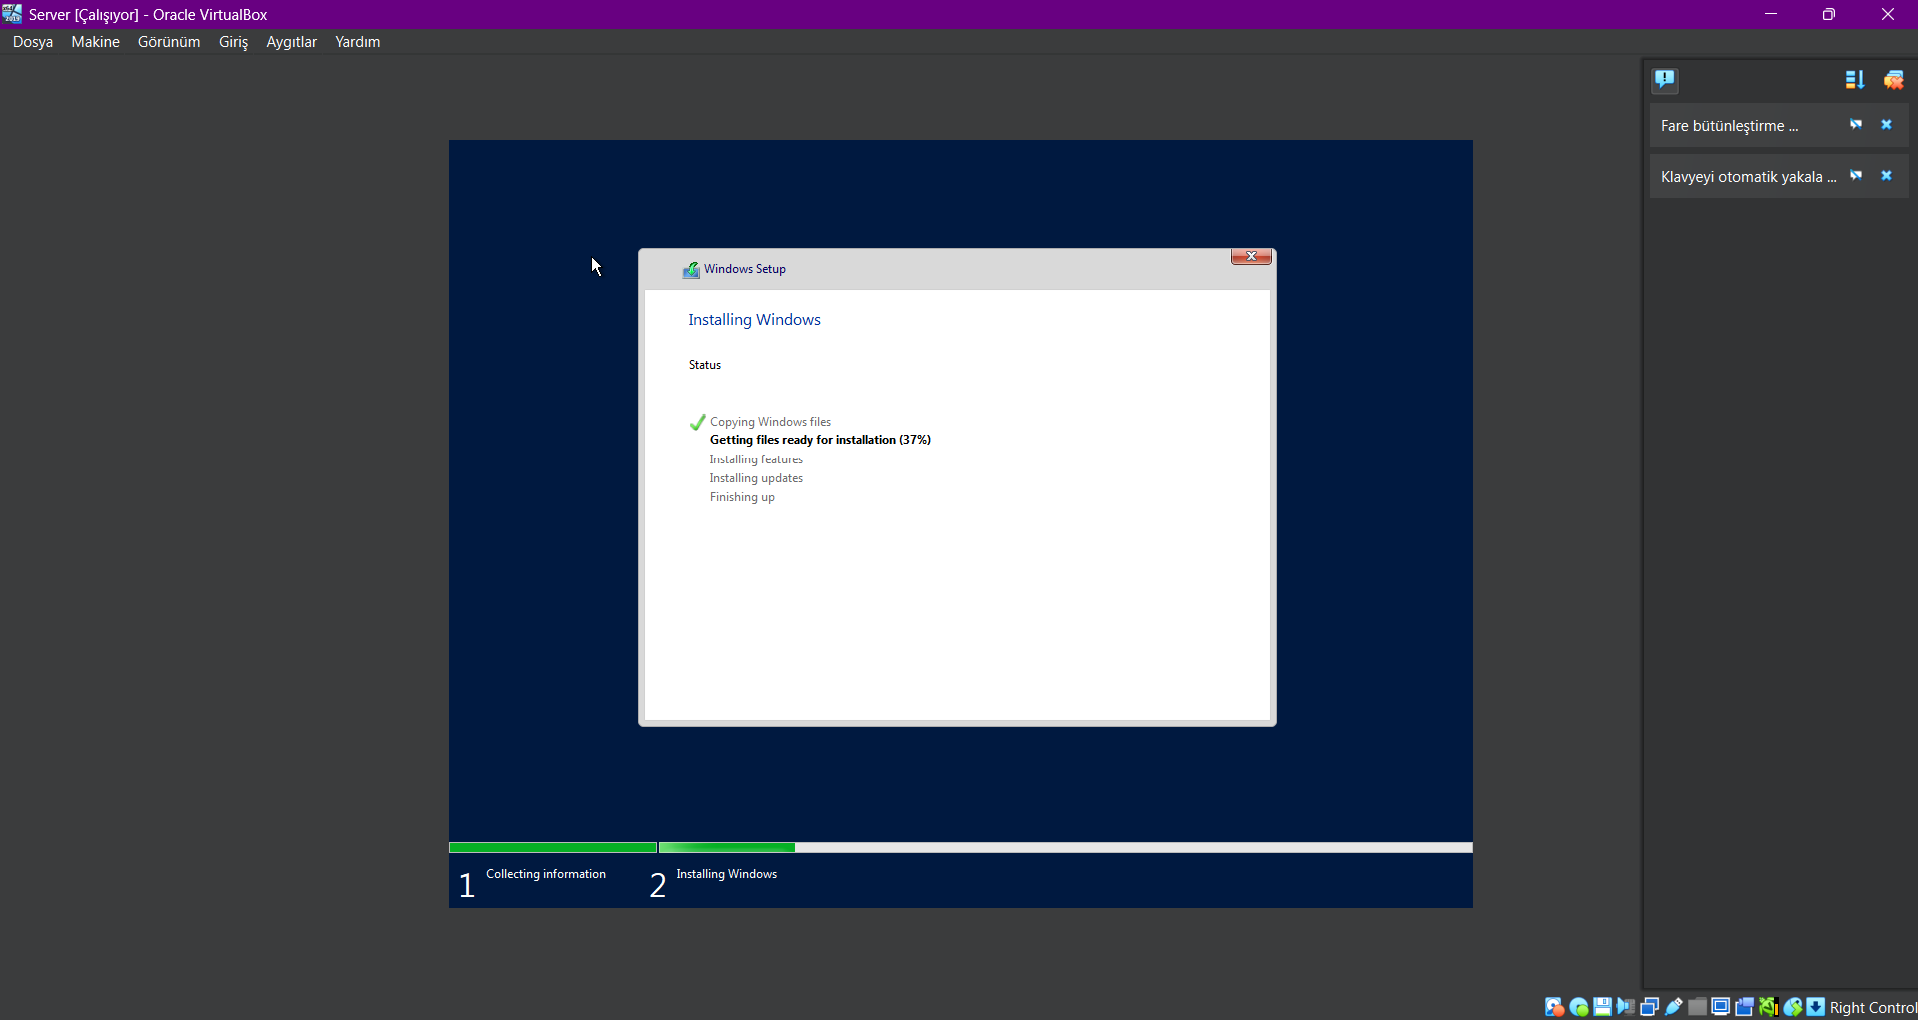 Server [Çalışıyor] - Oracle VirtualBox
Dosya Makine Görünüm Giriş Aygıtlar Yardım
Fare bütünleştirme ...
Klavyeyi otomatik yakala ...
Windows Setup
Installing Windows
Status
Copying Windows files
Getting files ready for installation (37%)
Installing features
Installing updates
Finishing up
1 Collecting information
2 Installing Windows
Right Control